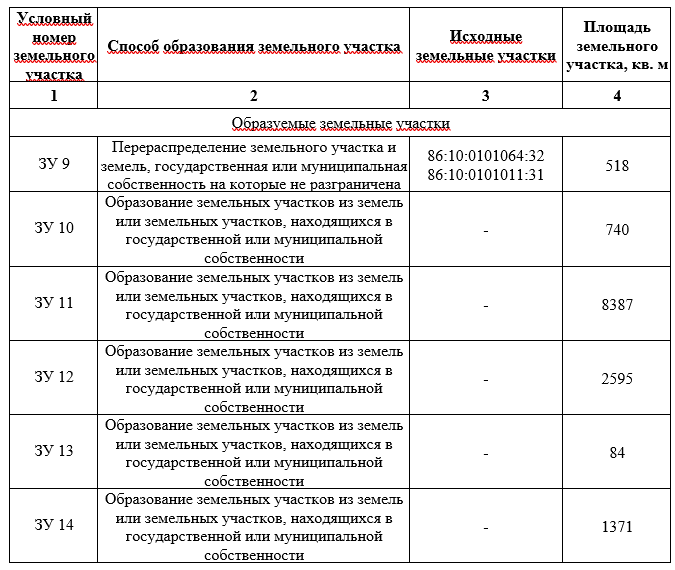 Условный номер земельного участка
Способ образования земельного участка
Исходные земельные участки
Площадь земельного участка, кв. м
1
2
3
4
Образуемые земельные участки
ЗУ 9
Перераспределение земельного участка и
земель, государственная или муниципальная
собственность на которые не разграничена
86:10:0101064:32
86:10:0101011:31
518
ЗУ 10
Образование земельных участков из земель
или земельных участков, находящихся в
государственной или муниципальной
собственности
-
740
ЗУ 11
Образование земельных участков из земель
или земельных участков, находящихся в
государственной или муниципальной
собственности
-
8387
ЗУ 12
Образование земельных участков из земель
или земельных участков, находящихся в
государственной или муниципальной
собственности
-
2595
ЗУ 13
Образование земельных участков из земель
или земельных участков, находящихся в
государственной или муниципальной
собственности
-
84
ЗУ 14
Образование земельных участков из земель
или земельных участков, находящихся в
государственной или муниципальной
собственности
-
1371